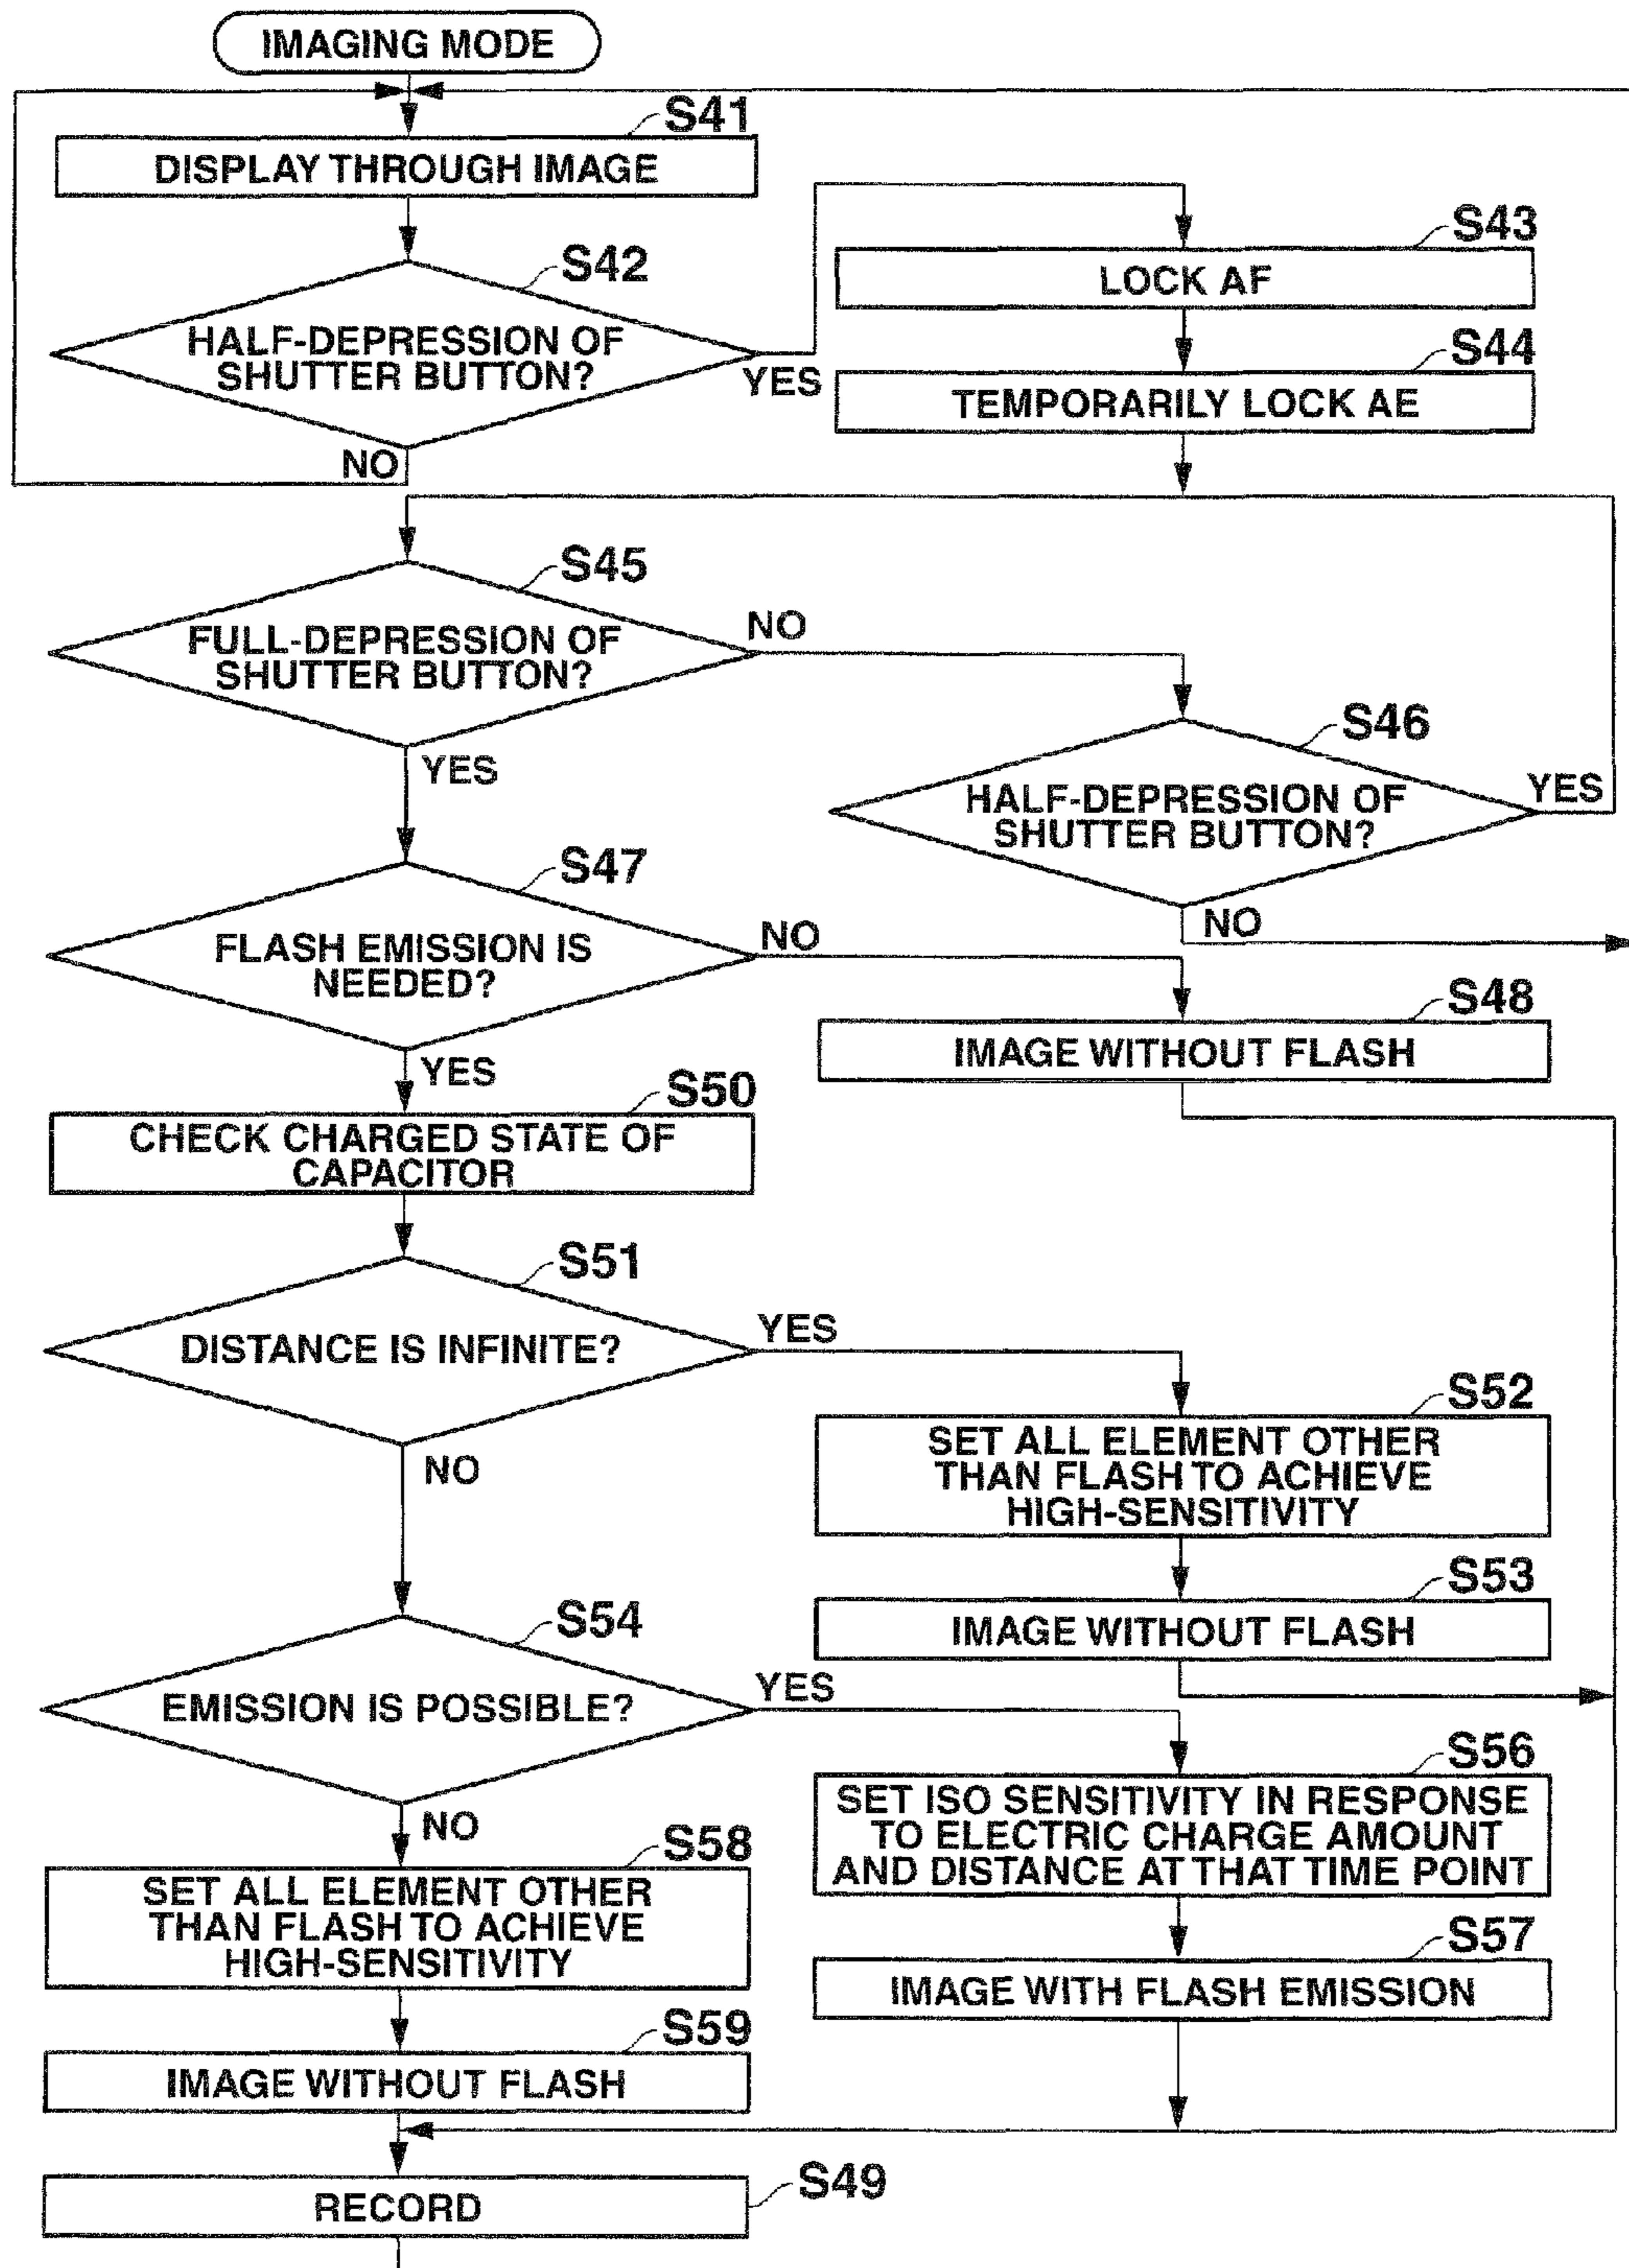 IMAGING MODE
S41
DISPLAY THROUGH IMAGE
S42
HALF-DEPRESSION OF
SHUTTER BUTTON?
YES
NO
S43
LOCK AF
S44
TEMPORARILY LOCK AE
S45
FULL-DEPRESSION OF
SHUTTER BUTTON?
NO
YES
S46
HALF-DEPRESSION OF
SHUTTER BUTTON?
YES
NO
S47
FLASH EMISSION IS
NEEDED?
NO
YES
S48
IMAGE WITHOUT FLASH
S50
CHECK CHARGED STATE OF
CAPACITOR
S51
DISTANCE IS INFINITE?
YES
NO
S52
SET ALL ELEMENT OTHER
THAN FLASH TO ACHIEVE
HIGH-SENSITIVITY
S53
IMAGE WITHOUT FLASH
S54
EMISSION IS POSSIBLE?
YES
NO
S56
SET ISO SENSITIVITY IN RESPONSE
TO ELECTRIC CHARGE AMOUNT
AND DISTANCE AT THAT TIME POINT
S57
IMAGE WITH FLASH EMISSION
S58
SET ALL ELEMENT OTHER
THAN FLASH TO ACHIEVE
HIGH-SENSITIVITY
S59
IMAGE WITHOUT FLASH
S49
RECORD